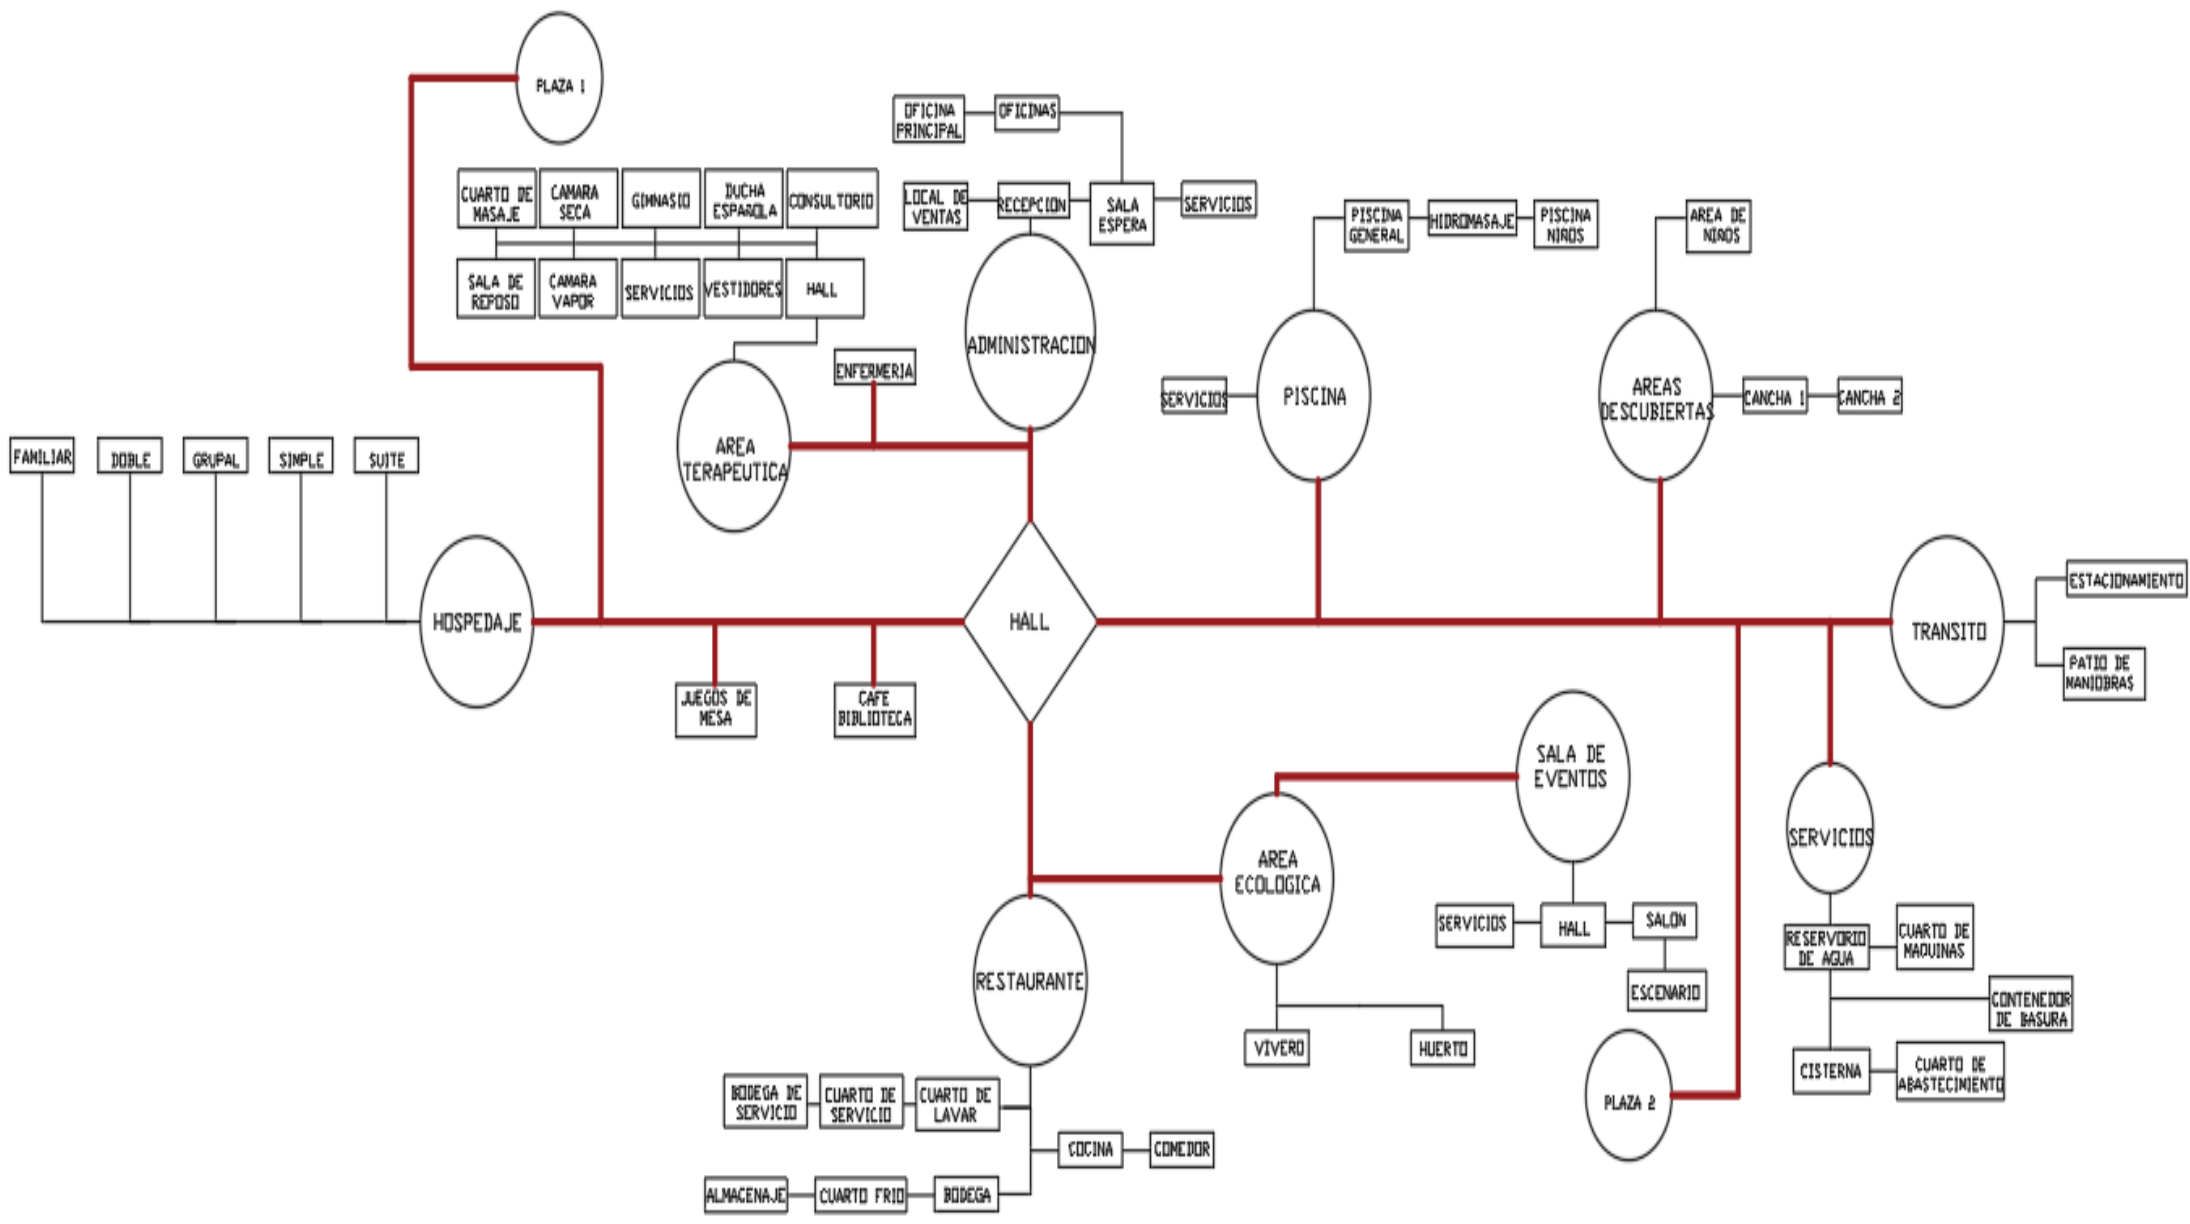 PLAZA 1
OFICINA
PRINCIPAL
OFICINAS
CUARTO DE
MASAJE
CAMARA
SECA
GIMNASIO
DUCHA
ESPAÑOLA
CONSULTORIO
LOCAL DE
VENTAS
RECEPCION
SALA
ESPERA
SERVICIOS
PISCINA
GENERAL
HIDROMASAJE
PISCINA
NIÑOS
AREA DE
NIÑOS
SALA DE
REPOSO
CAMARA
VAPOR
SERVICIOS
VESTIDORES
HALL
ADMINISTRACION
ENFERMERIA
SERVICIOS
PISCINA
AREAS
DESCUBIERTAS
CANCHA 1
CANCHA 2
AREA
TERAPEUTICA
FAMILIAR
DOBLE
GRUPAL
SIMPLE
SUITE
HOSPEDAJE
HALL
TRANSITO
ESTACIONAMIENTO
PATIO DE
MANIOBRAS
JUEGOS DE
MESA
CAFE
BIBLIOTECA
SALA DE
EVENTOS
SERVICIOS
AREA
ECOLOGICA
SERVICIOS
HALL
SALON
ESCENARIO
RESERVORIO
DE AGUA
CUARTO DE
MAQUINAS
CONTENEDOR
DE BASURA
RESTAURANTE
VIVERO
HUERTO
CISTERNA
CUARTO DE
ABASTECIMIENTO
PLAZA 2
BODEGA DE
SERVICIO
CUARTO DE
SERVICIO
CUARTO DE
LAVAR
COCINA
COMEDOR
ALMACENAJE
CUARTO FRIO
BODEGA